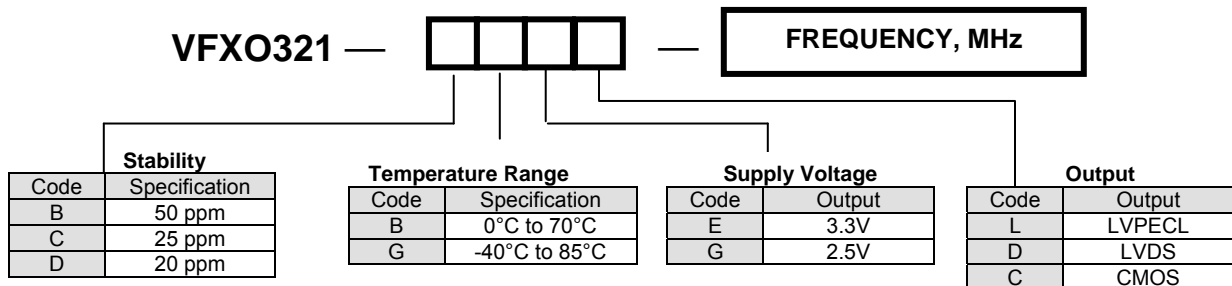 VFXO321 — — FREQUENCY, MHz
Stability
Code Specification
B 50 ppm
C 25 ppm
D 20 ppm
Temperature Range
Code Specification
B 0°C to 70°C
G -40°C to 85°C
Supply Voltage
Code Output
E 3.3V
G 2.5V
Output
Code Output
L LVPECL
D LVDS
C CMOS